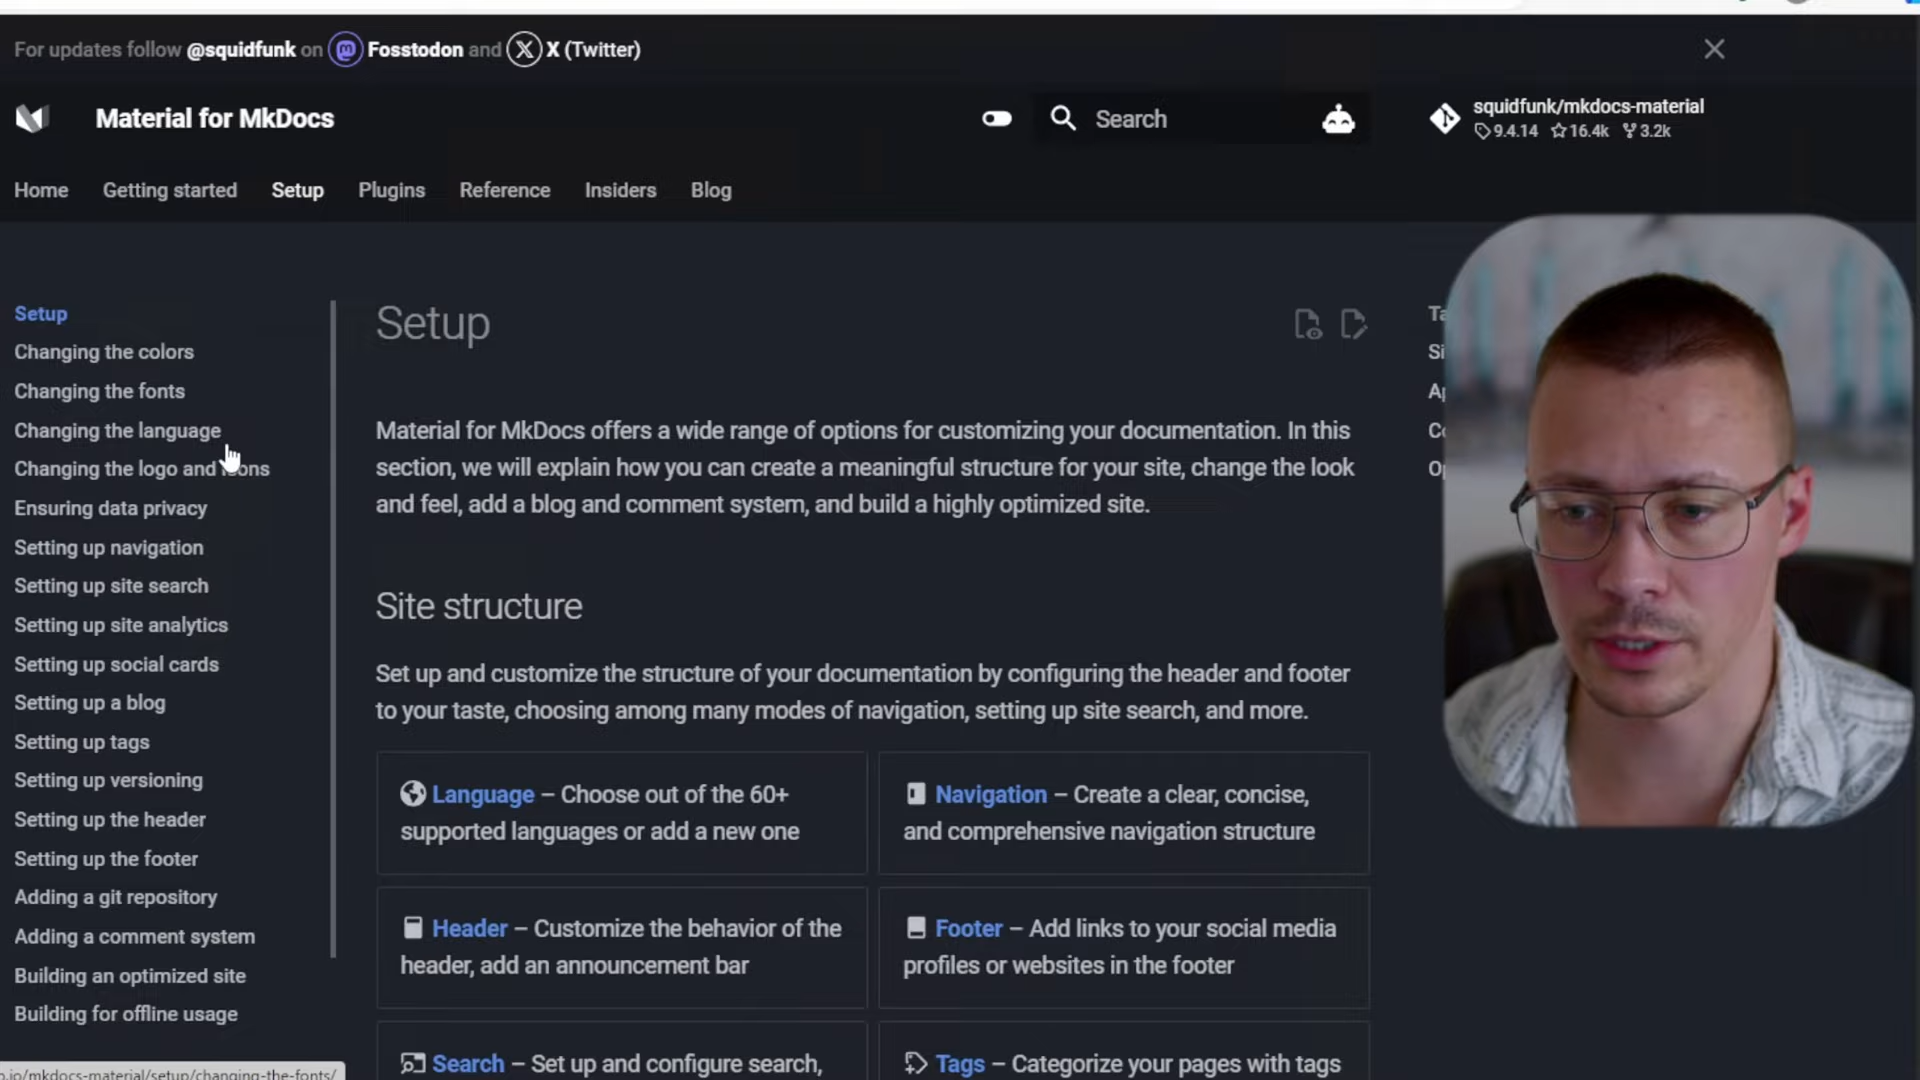 For updates follow @squidfunk on Fosstodon and X (Twitter)
Material for MkDocs
Search
squidfunk/mkdocs-material
9.4.14 16.4k 3.2k
Home Getting started Setup Plugins Reference Insiders Blog
Setup
Changing the colors
Changing the fonts
Changing the language
Changing the logo and icons
Ensuring data privacy
Setting up navigation
Setting up site search
Setting up site analytics
Setting up social cards
Setting up a blog
Setting up tags
Setting up versioning
Setting up the header
Setting up the footer
Adding a git repository
Adding a comment system
Building an optimized site
Building for offline usage
Setup
Material for MkDocs offers a wide range of options for customizing your documentation. In this
section, we will explain how you can create a meaningful structure for your site, change the look
and feel, add a blog and comment system, and build a highly optimized site.
Site structure
Set up and customize the structure of your documentation by configuring the header and footer
to your taste, choosing among many modes of navigation, setting up site search, and more.
Language – Choose out of the 60+
supported languages or add a new one
Navigation – Create a clear, concise,
and comprehensive navigation structure
Header – Customize the behavior of the
header, add an announcement bar
Footer – Add links to your social media
profiles or websites in the footer
Search – Set up and configure search,
Tags – Categorize your pages with tags
o.io/mkdocs-material/setup/changing-the-fonts/